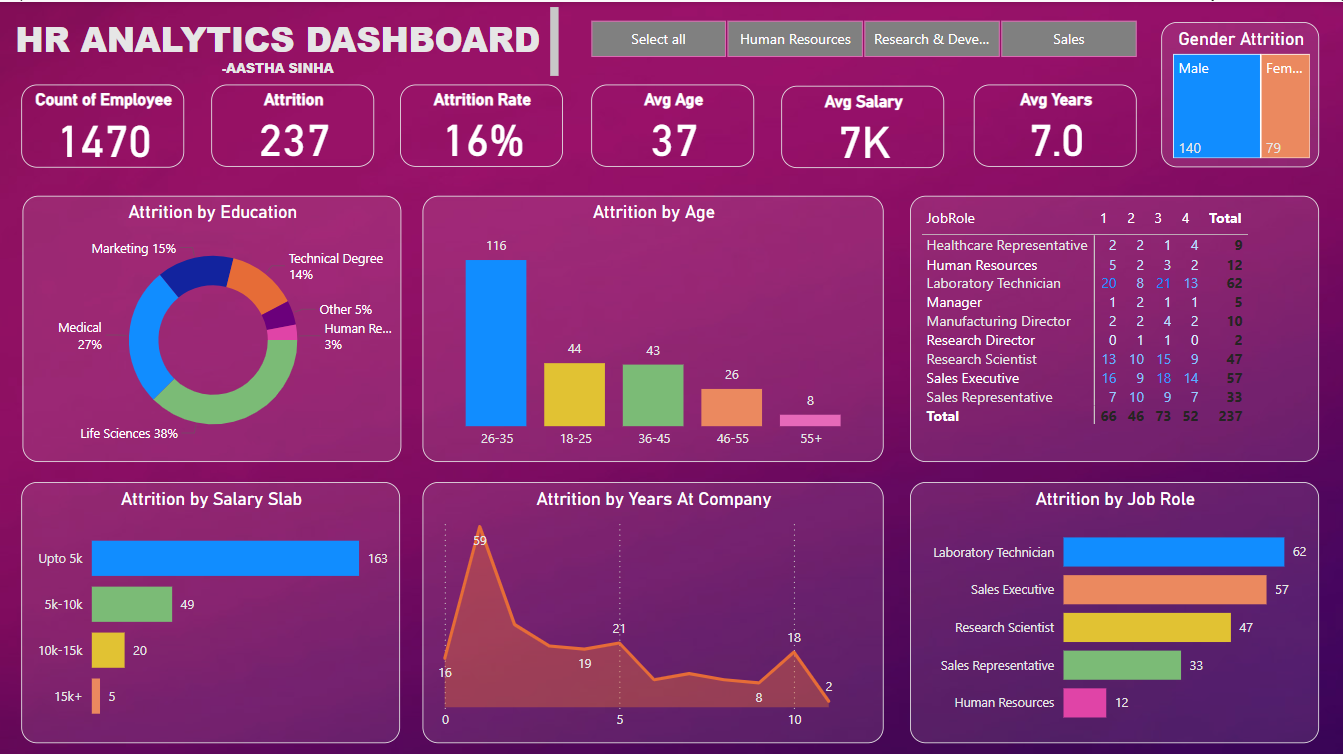 HR ANALYTICS DASHBOARD
-AASTHA SINHA
Select all
Human Resources
Research & Deve...
Sales
Gender Attrition
Male
Fem...
140
79
Count of Employee
1470
Attrition
237
Attrition Rate
16%
Avg Age
37
Avg Salary
7K
Avg Years
7.0
Attrition by Education
Marketing 15%
Technical Degree
14%
Other 5%
Human Re...
3%
Medical
27%
Life Sciences 38%
Attrition by Age
116
44
43
26
8
26-35
18-25
36-45
46-55
55+
JobRole 1 2 3 4 Total
Healthcare Representative 2 2 1 4 9
Human Resources 5 2 3 2 12
Laboratory Technician 20 8 21 13 62
Manager 1 2 1 1 5
Manufacturing Director 2 2 4 2 10
Research Director 0 1 1 0 2
Research Scientist 13 10 15 9 47
Sales Executive 16 9 18 14 57
Sales Representative 7 10 9 7 33
Total 66 46 73 52 237
Attrition by Salary Slab
Upto 5k 163
5k-10k 49
10k-15k 20
15k+ 5
Attrition by Years At Company
59
16
19
21
8
18
2
0
5
10
Attrition by Job Role
Laboratory Technician 62
Sales Executive 57
Research Scientist 47
Sales Representative 33
Human Resources 12